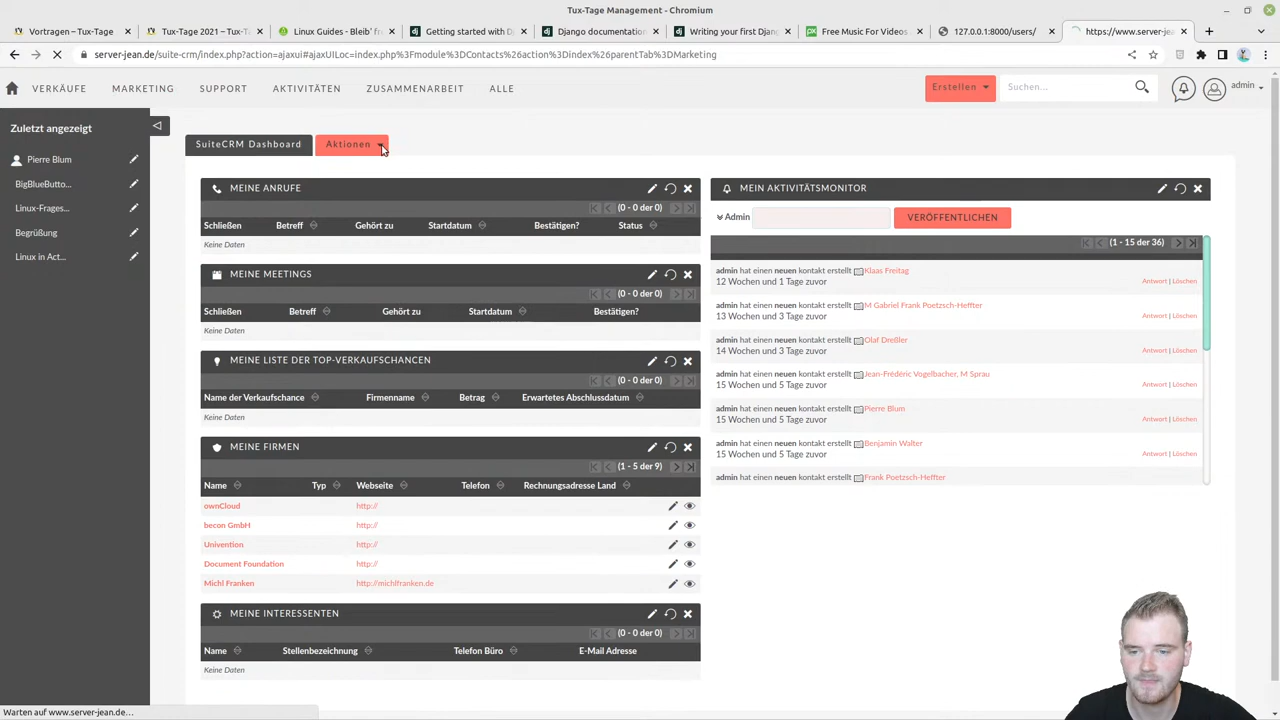 Tux-Tage Management - Chromium
Vortragen – Tux-Tage
Tux-Tage 2021 – Tux-Tage
Linux Guides - Bleib' fr
Getting started with Dj
Django documentation
Writing your first Djan
Free Music For Videos
127.0.0.1:8000/users/
https://www.server-jean.de
server-jean.de/suite-crm/index.php?action=ajaxui#ajaxUILoc=index.php%3Fmodule%3DContacts%26action%3Dindex%26parentTab%3DMarketing
VERKÄUFE MARKETING SUPPORT AKTIVITÄTEN ZUSAMMENARBEIT ALLE Erstellen Suchen... admin
Zuletzt angezeigt
Pierre Blum
BigBlueButto...
Linux-Frages...
Begrüßung
Linux in Act...
SuiteCRM Dashboard Aktionen
MEINE ANRUFE
(0 - 0 der 0)
Schließen Betreff Gehört zu Startdatum Bestätigen? Status
Keine Daten
MEINE MEETINGS
(0 - 0 der 0)
Schließen Betreff Gehört zu Startdatum Bestätigen?
Keine Daten
MEINE LISTE DER TOP-VERKAUFSCHANCEN
(0 - 0 der 0)
Name der Verkaufschance Firmenname Betrag Erwartetes Abschlussdatum
Keine Daten
MEINE FIRMEN
(1 - 5 der 9)
Name Typ Webseite Telefon Rechnungsadresse Land
ownCloud http://
becon GmbH http://
Univention http://
Document Foundation http://
Michl Franken http://michlfranken.de
MEINE INTERESSENTEN
(0 - 0 der 0)
Name Stellenbezeichnung Telefon Büro E-Mail Adresse
Keine Daten
MEIN AKTIVITÄTSMONITOR
Admin VERÖFFENTLICHEN
(1 - 15 der 36)
admin hat einen neuen kontakt erstellt Klaas Freitag
12 Wochen und 1 Tage zuvor Antwort | Löschen
admin hat einen neuen kontakt erstellt M Gabriel Frank Poetzsch-Heffter
13 Wochen und 3 Tage zuvor Antwort | Löschen
admin hat einen neuen kontakt erstellt Olaf Dreßler
14 Wochen und 3 Tage zuvor Antwort | Löschen
admin hat einen neuen kontakt erstellt Jean-Frédéric Vogelbacher, M Sprau
15 Wochen und 5 Tage zuvor Antwort | Löschen
admin hat einen neuen kontakt erstellt Pierre Blum
15 Wochen und 5 Tage zuvor Antwort | Löschen
admin hat einen neuen kontakt erstellt Benjamin Walter
15 Wochen und 5 Tage zuvor Antwort | Löschen
admin hat einen neuen kontakt erstellt Frank Poetzsch-Heffter
Warten auf www.server-jean.de...